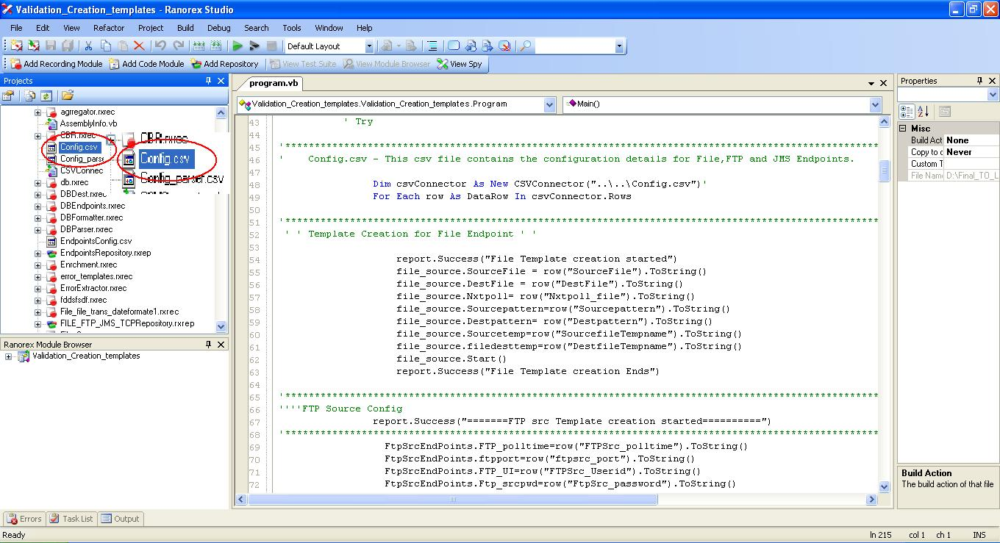 Validation_Creation_templates - Ranorex Studio
File Edit View Refactor Project Build Debug Search Tools Window Help
Default Layout
Add Recording Module Add Code Module Add Repository View Test Suite View Module Browser View Spy
Projects
agrregator.rxrec
AssemblyInfo.vb
CBR.rxrec
Config.csv
Config_parse
CSVConnec
CBR.rxrec
Config.csv
Config_parser.csv
db.rxrec
DBDest.rxrec
DBEndpoints.rxrec
DBFormatter.rxrec
DBParser.rxrec
EndpointsConfig.csv
EndpointsRepository.rxrep
Enrchment.rxrec
error_templates.rxrec
ErrorExtractor.rxrec
fddsfsdf.rxrec
File_file_trans_dateformate1.rxrec
FILE_FTP_JMS_TCPRepository.rxrep
Ranorex Module Browser
Validation_Creation_templates
program.vb
Validation_Creation_templates.Validation_Creation_templates.Program
Main()
43 ' Try
44
45 '*******************************************************************************************************
46 ' Config.csv - This csv file contains the configuration details for File,FTP and JMS Endpoints.
47
48 Dim csvConnector As New CSVConnector("..\..\Config.csv")'
49 For Each row As DataRow In csvConnector.Rows
50
51 '*******************************************************************************************************
52 ' ' Template Creation for File Endpoint ' '
53
54 report.Success("File Template creation started")
55 file_source.SourceFile = row("SourceFile").ToString()
56 file_source.DestFile = row("DestFile").ToString()
57 file_source.Nxtpoll= row("Nxtpoll_file").ToString()
58 file_source.Sourcepattern=row("Sourcepattern").ToString()
59 file_source.Destpattern= row("Destpattern").ToString()
60 file_source.Sourcetemp=row("SourcefileTempname").ToString()
61 file_source.filedesttemp=row("DestfileTempname").ToString()
62 file_source.Start()
63 report.Success("File Template creation Ends")
64
65 '*******************************************************************************************************
66 ''''FTP Source Config
67 report.Success("=======FTP src Template creation started==========")
68 '*******************************************************************************************************
69 FtpSrcEndPoints.FTP_polltime=row("FTPSrc_polltime").ToString()
70 FtpSrcEndPoints.ftpport=row("ftpsrc_port").ToString()
71 FtpSrcEndPoints.FTP_UI=row("FTPSrc_Userid").ToString()
72 FtpSrcEndPoints.Ftp_srcpwd=row("FtpSrc_password").ToString()
Properties
Misc
Build Act None
Copy to o Never
Custom T
File Name D:\Final_TO_L
Build Action
The build action of that file
Errors Task List Output
Ready
ln 215 col 1 ch 1 INS